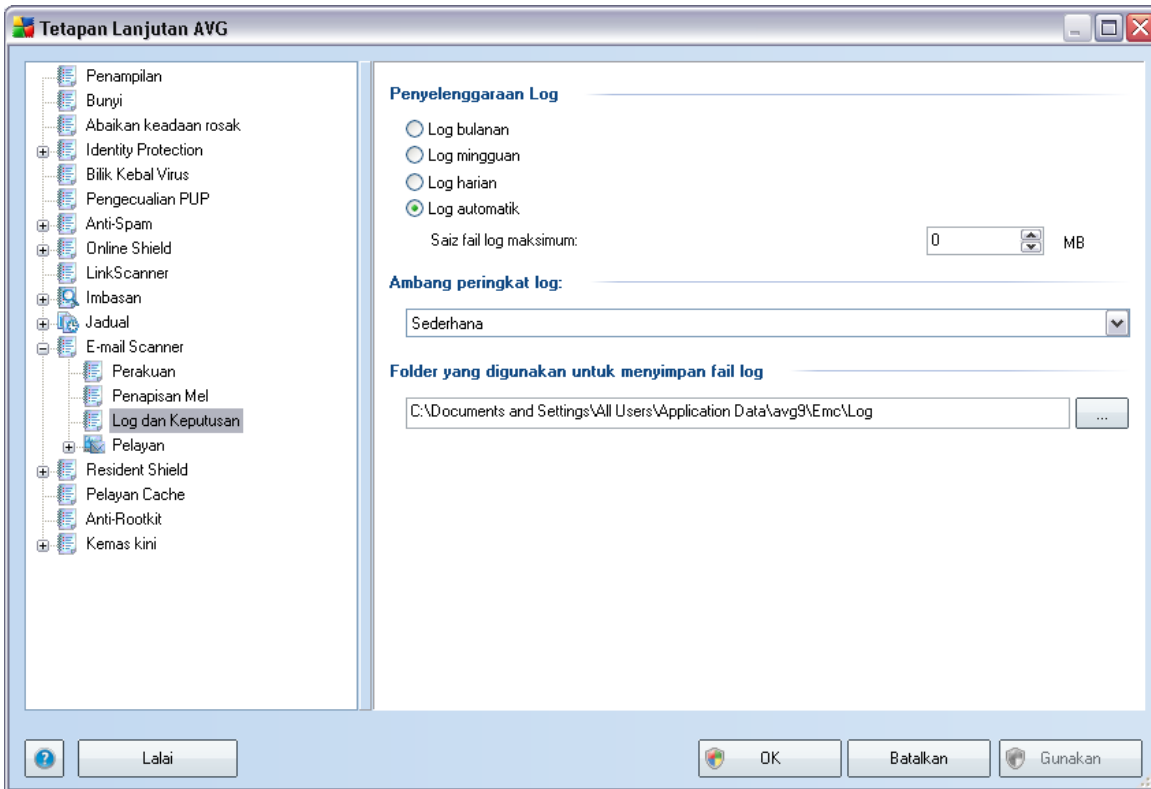 Tetapan Lanjutan AVG
Penampilan
Bunyi
Abaikan keadaan rosak
Identity Protection
Bilik Kebal Virus
Pengecualian PUP
Anti-Spam
Online Shield
LinkScanner
Imbasan
Jadual
E-mail Scanner
Perakuan
Penapisan Mel
Log dan Keputusan
Pelayan
Resident Shield
Pelayan Cache
Anti-Rootkit
Kemas kini
Penyelenggaraan Log
Log bulanan
Log mingguan
Log harian
Log automatik
Saiz fail log maksimum: 0 MB
Ambang peringkat log:
Sederhana
Folder yang digunakan untuk menyimpan fail log
C:\Documents and Settings\All Users\Application Data\avg9\Emc\Log ...
? Lalai OK Batalkan Gunakan